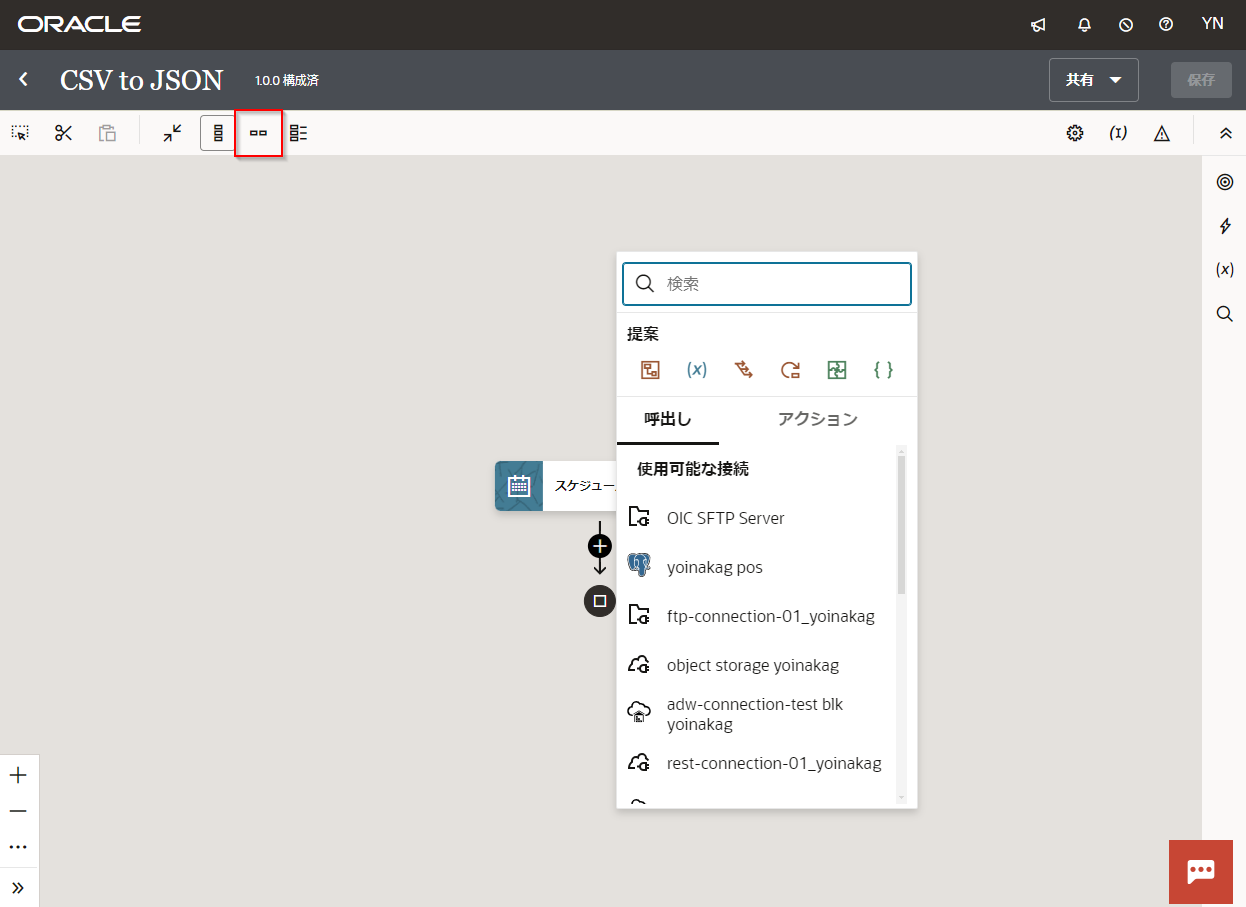 ORACLE
YN
CSV to JSON
1.0.0 構成済
共有
保存
検索
提案
呼出し
アクション
使用可能な接続
スケジュー
OIC SFTP Server
yoinakag pos
ftp-connection-01_yoinakag
object storage yoinakag
adw-connection-test blk
yoinakag
rest-connection-01_yoinakag